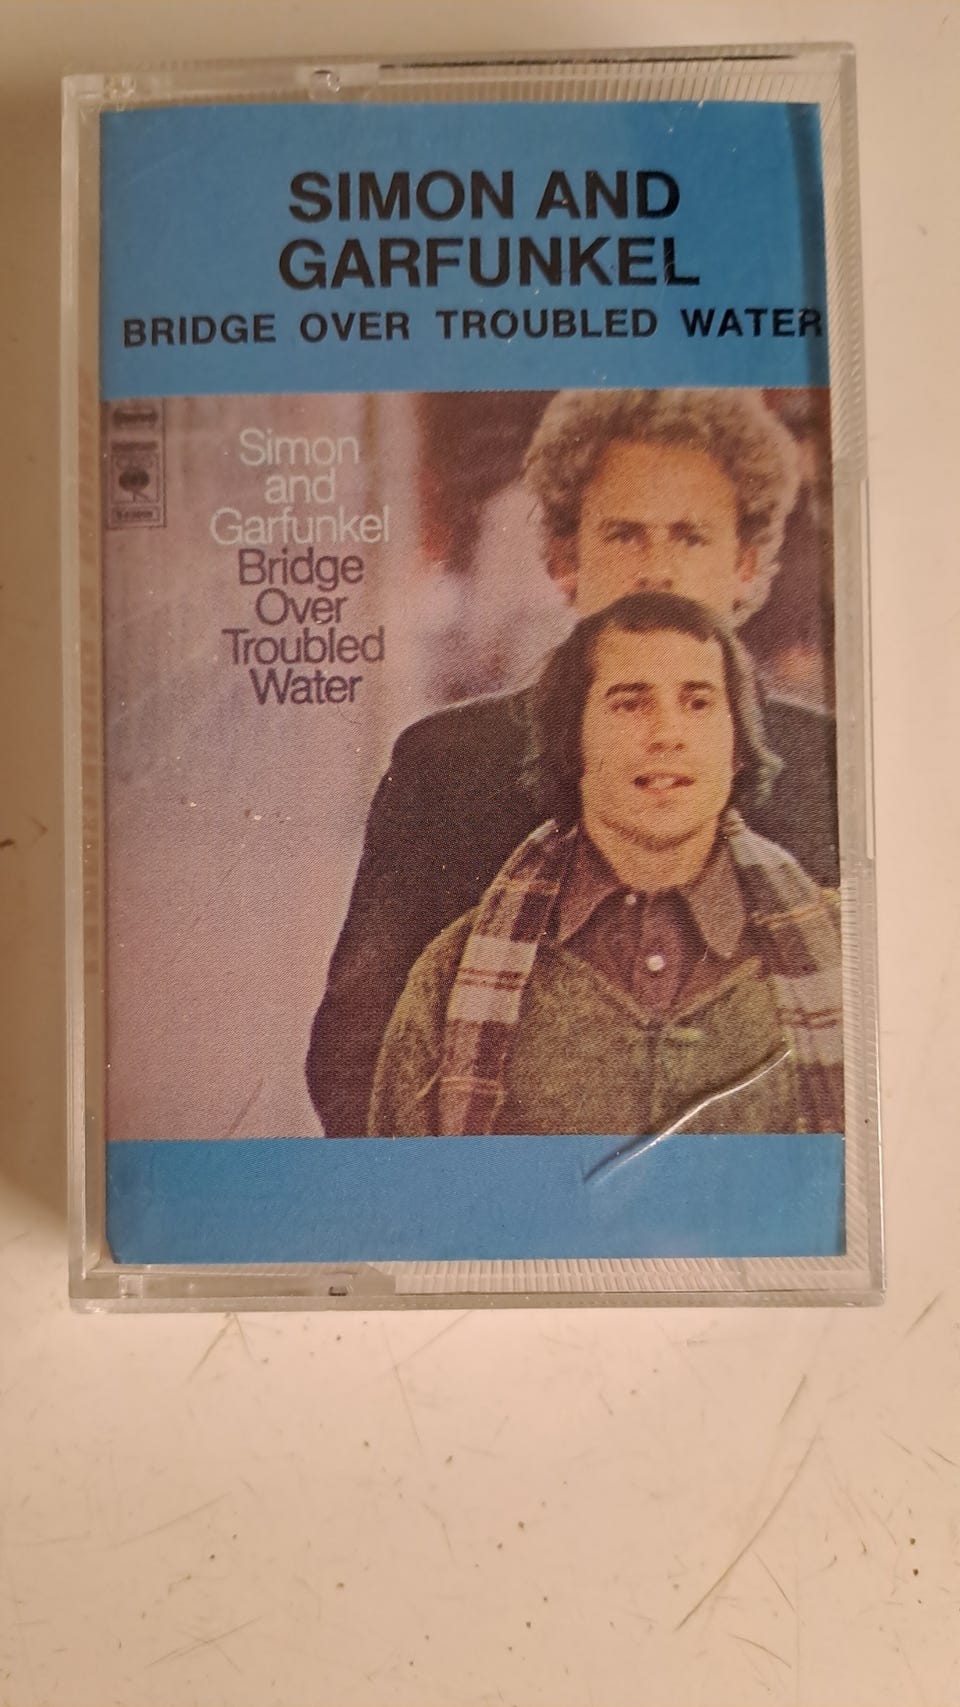 SIMON AND
GARFUNKEL
BRIDGE OVER TROUBLED WATER
Simon
and
Garfunkel
Bridge
Over
Troubled
Water